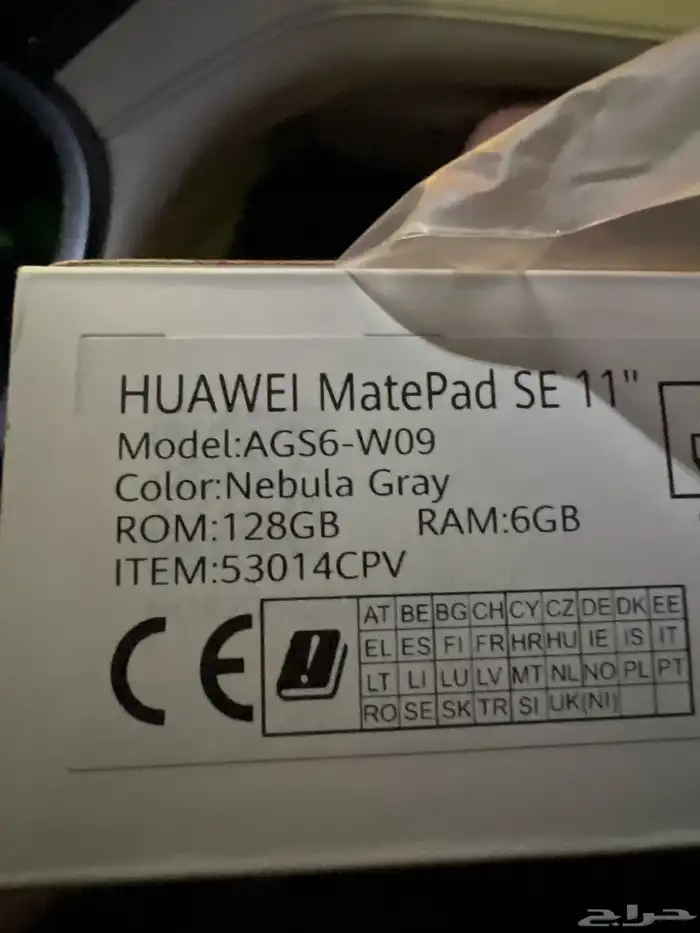 HUAWEI MatePad SE 11"
Model:AGS6-W09
Color:Nebula Gray
ROM:128GB RAM:6GB
ITEM:53014CPV
CE
AT BE BG CH CY CZ DE DK EE
EL ES FI FR HR HU IE IS IT
LT LI LU LV MT NL NO PL PT
RO SE SK TR SI UK(NI)
حراج